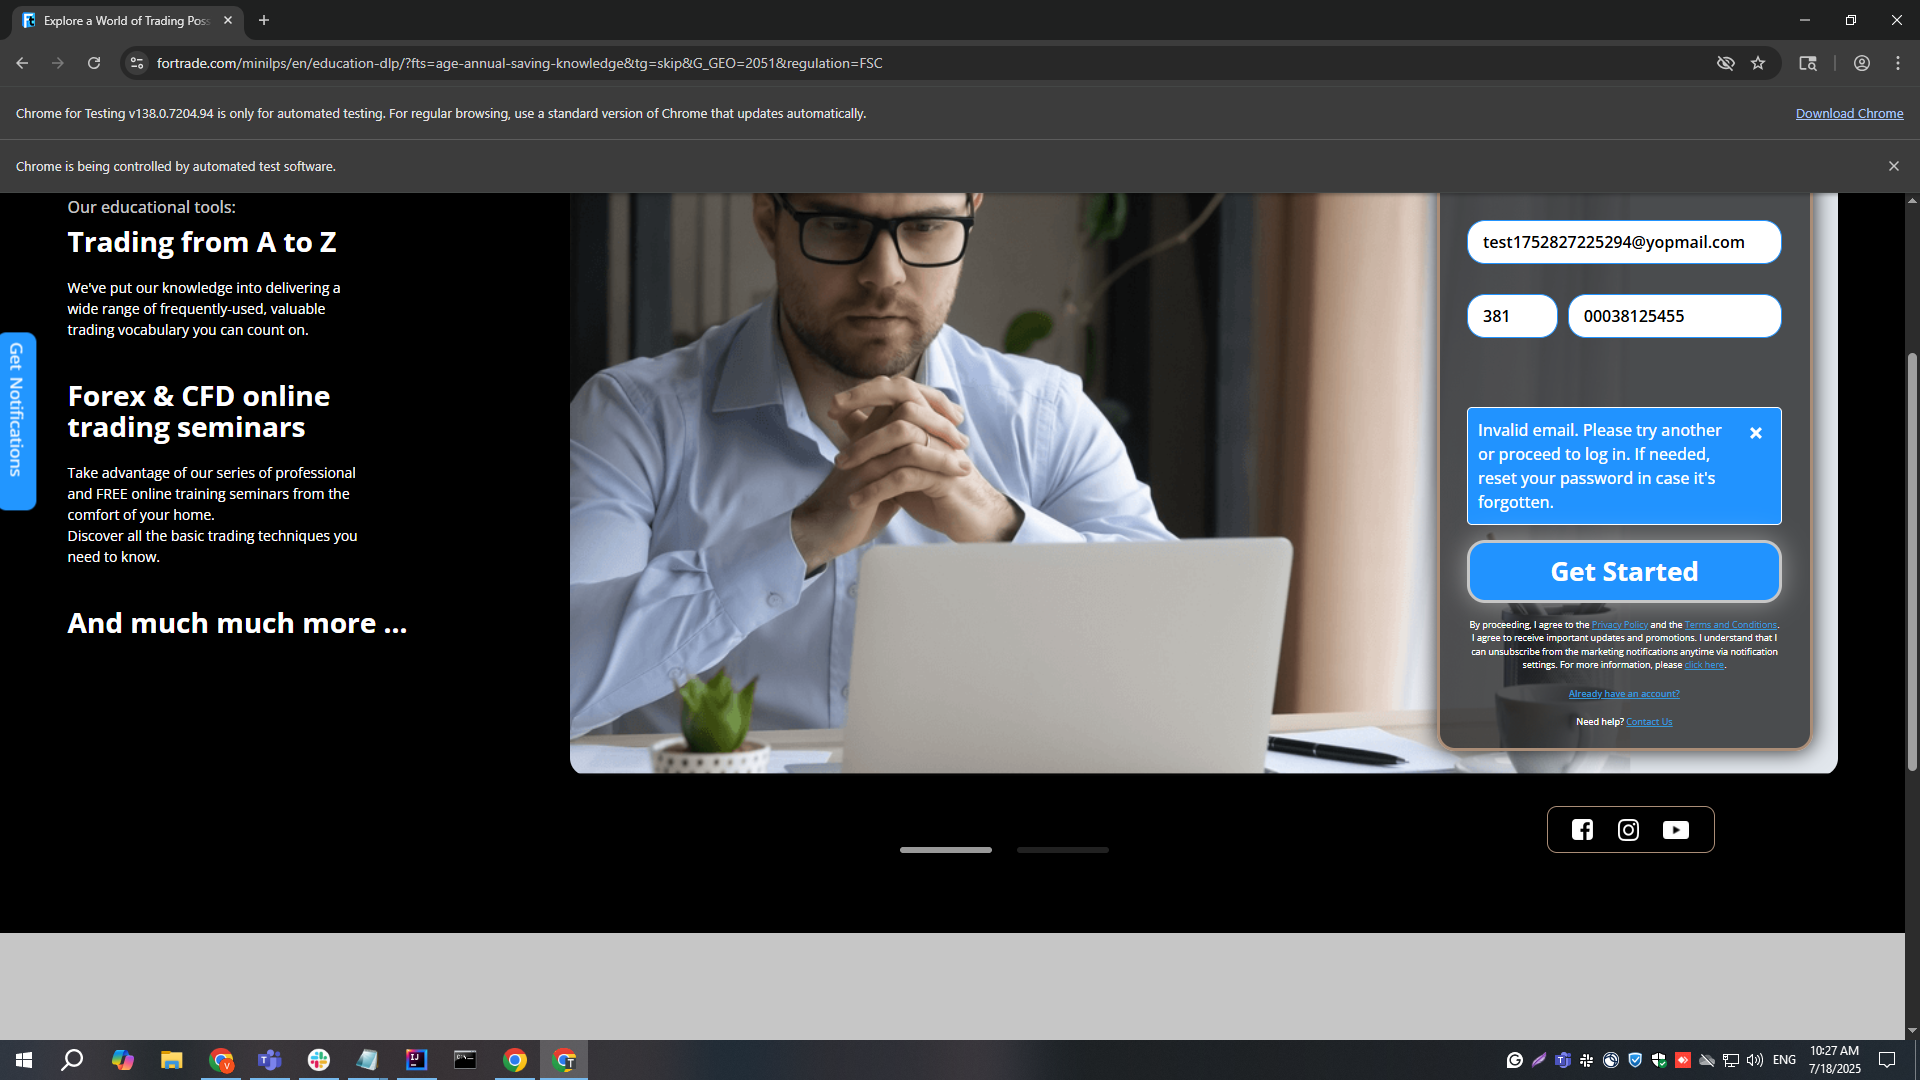 Explore a World of Trading Poss
fortrade.com/minilps/en/education-dlp/?fts=age-annual-saving-knowledge&tg=skip&G_GEO=2051&regulation=FSC
Chrome for Testing v138.0.7204.94 is only for automated testing. For regular browsing, use a standard version of Chrome that updates automatically.
Download Chrome
Chrome is being controlled by automated test software.
Get Notifications
Our educational tools:
Trading from A to Z
We've put our knowledge into delivering a
wide range of frequently-used, valuable
trading vocabulary you can count on.
Forex & CFD online
trading seminars
Take advantage of our series of professional
and FREE online training seminars from the
comfort of your home.
Discover all the basic trading techniques you
need to know.
And much much more ...
test1752827225294@yopmail.com
381
00038125455
Invalid email. Please try another
or proceed to log in. If needed,
reset your password in case it's
forgotten.
Get Started
By proceeding, I agree to the Privacy Policy and the Terms and Conditions.
I agree to receive important updates and promotions. I understand that I
can unsubscribe from the marketing notifications anytime via notification
settings. For more information, please click here.
Already have an account?
Need help? Contact Us
ENG
10:27 AM
7/18/2025